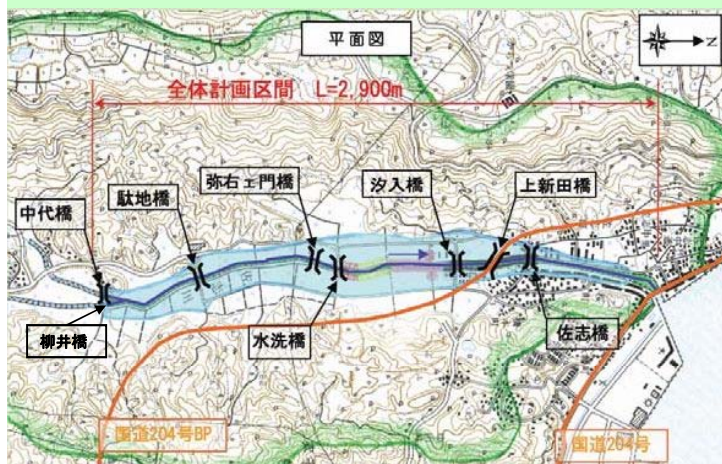 平面図
N
全体計画区間 L=2,900m
中代橋
駄地橋
弥右ェ門橋
汐入橋
上新田橋
柳井橋
水洗橋
佐志橋
国道204号BP
国道204号